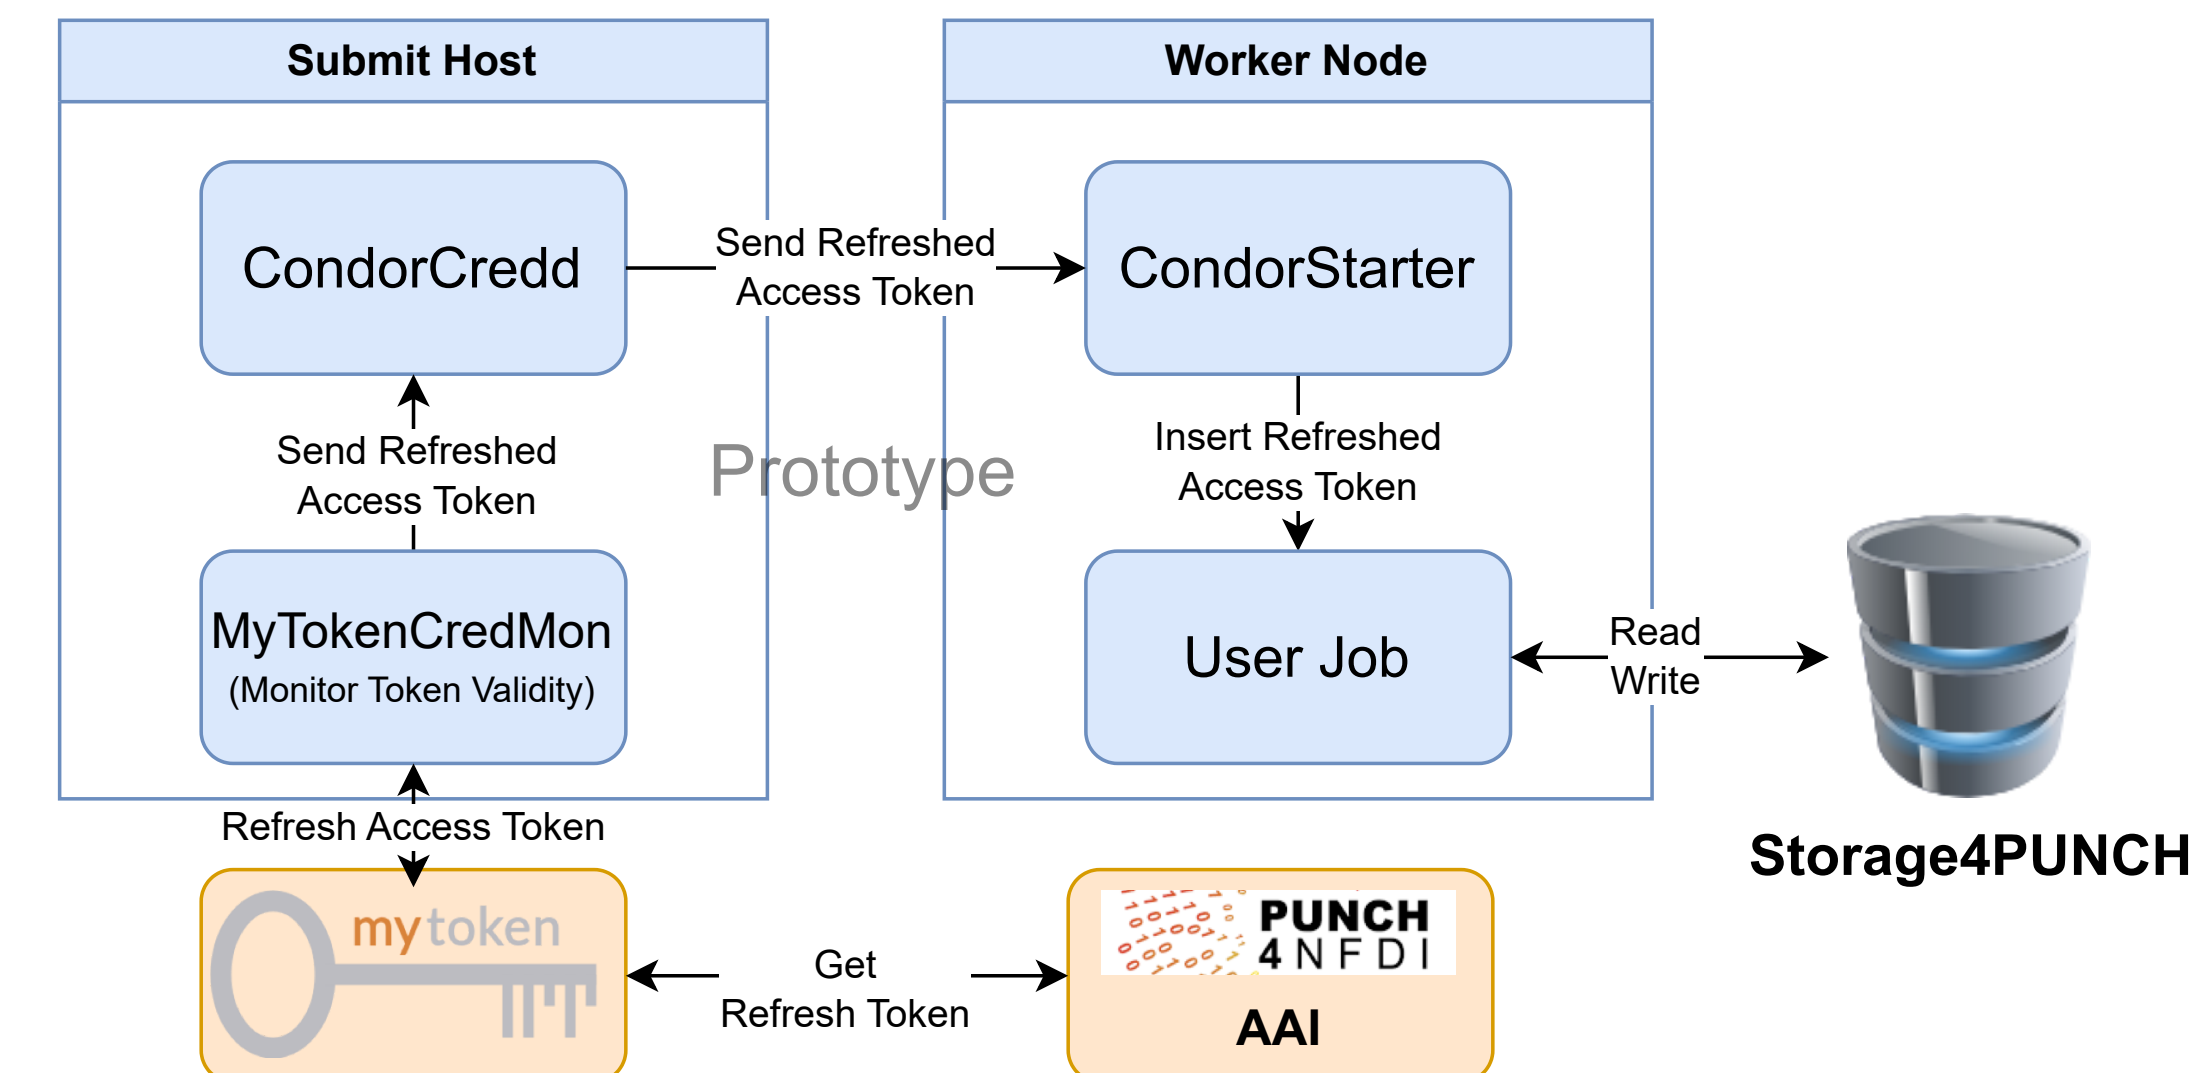 Submit Host
Worker Node
CondorCredd
Send Refreshed
Access Token
CondorStarter
Send Refreshed
Access Token
Prototype
Insert Refreshed
Access Token
MyTokenCredMon
(Monitor Token Validity)
User Job
Read
Write
Refresh Access Token
Storage4PUNCH
mytoken
Get
Refresh Token
PUNCH
4NFDI
AAI